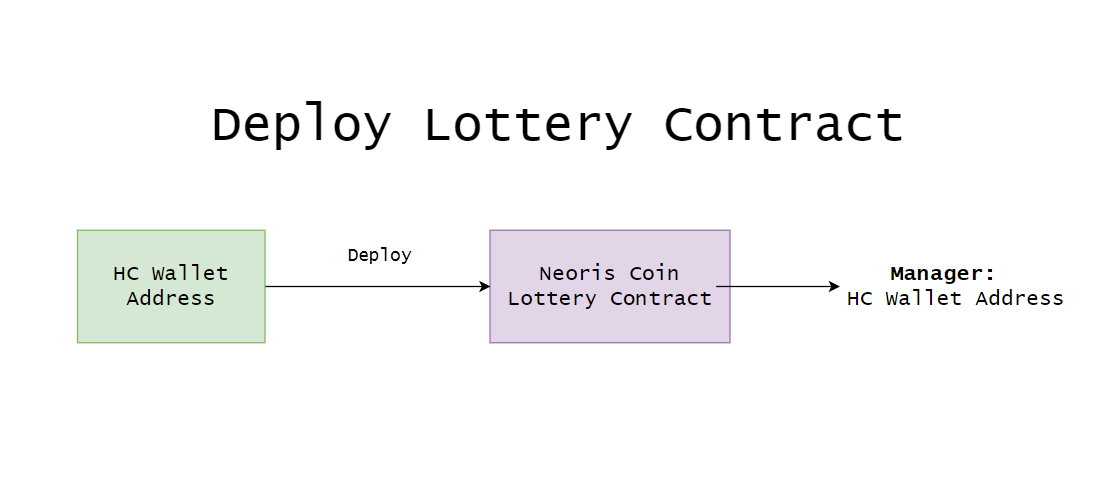 Deploy Lottery Contract
HC Wallet
Address
Deploy
Neoris Coin
Lottery Contract
Manager:
HC Wallet Address